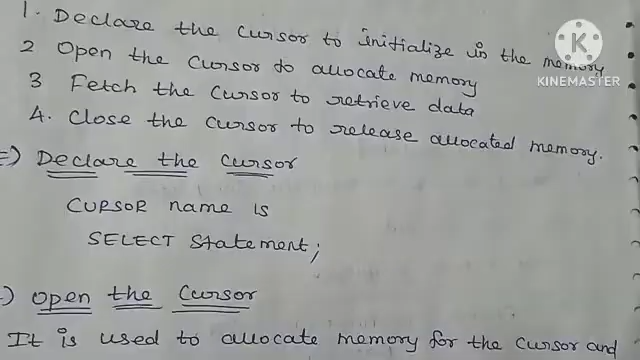 1. Declare the cursor to initialize in the memory
2 Open the cursor to allocate memory
3 Fetch the cursor to retrieve data
4. Close the cursor to release allocated memory.
=) Declare the cursor
CURSOR name is
SELECT statement;
=) Open the cursor
It is used to allocate memory for the cursor and
K
KINEMASTER